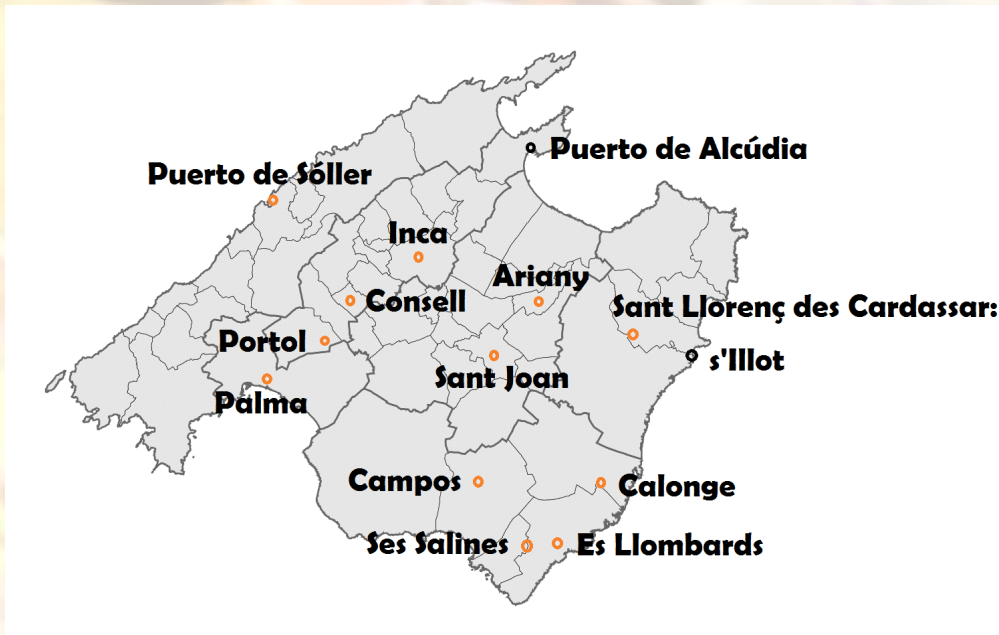 Puerto de Alcúdia
Puerto de Sóller
Inca
Ariany
Consell
Sant Llorenç des Cardassar:
Portol
s'Illot
Sant Joan
Palma
Campos
Calonge
Ses Salines
Es Llombards